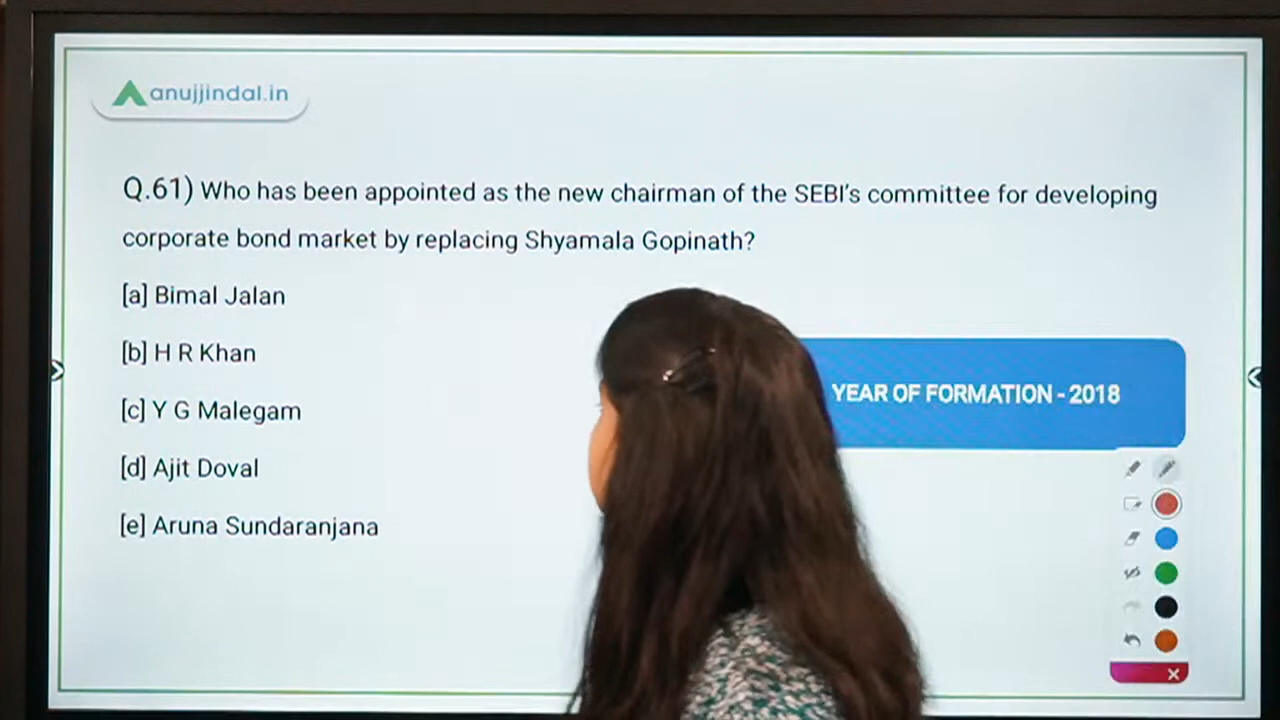 anujjindal.in
Q.61) Who has been appointed as the new chairman of the SEBI's committee for developing
corporate bond market by replacing Shyamala Gopinath?
[a] Bimal Jalan
[b] H R Khan
[c] Y G Malegam
[d] Ajit Doval
[e] Aruna Sundaranjana
YEAR OF FORMATION - 2018